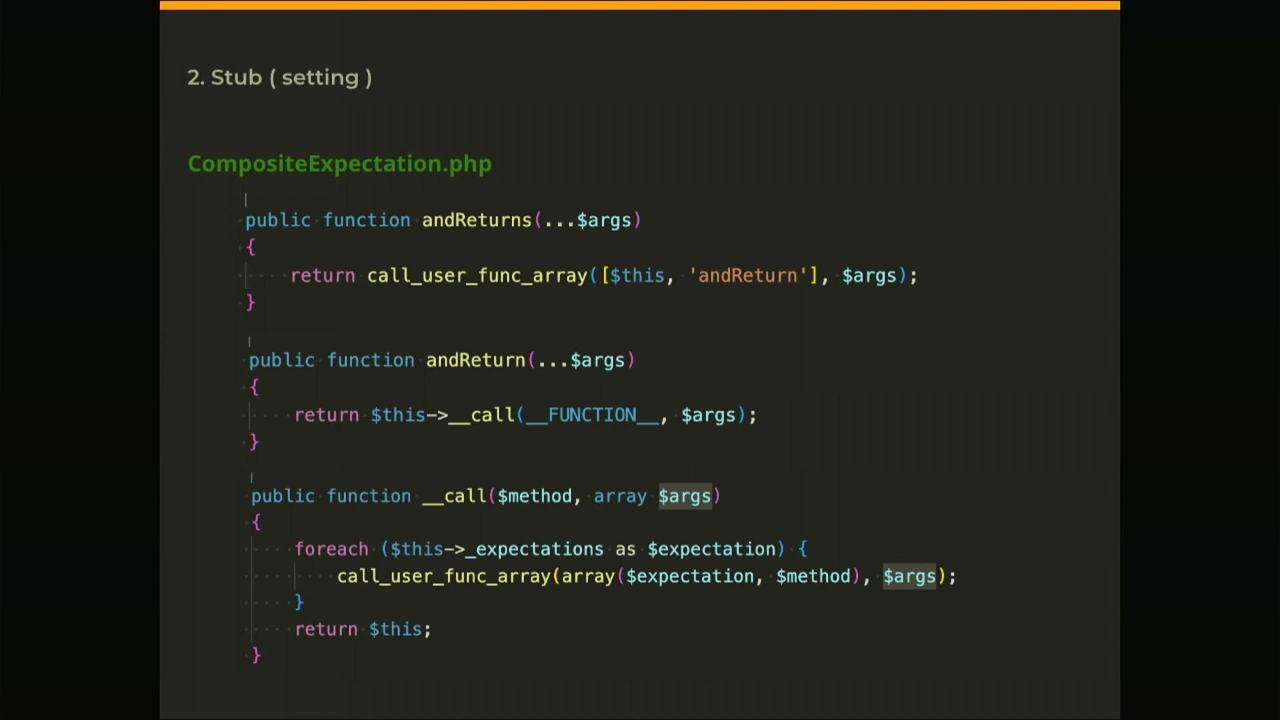 2. Stub ( setting )
CompositeExpectation.php
public function andReturns(...$args)
{
return call_user_func_array([$this, 'andReturn'], $args);
}
public function andReturn(...$args)
{
return $this->__call(__FUNCTION__, $args);
}
public function __call($method, array $args)
{
foreach ($this->_expectations as $expectation) {
call_user_func_array(array($expectation, $method), $args);
}
return $this;
}